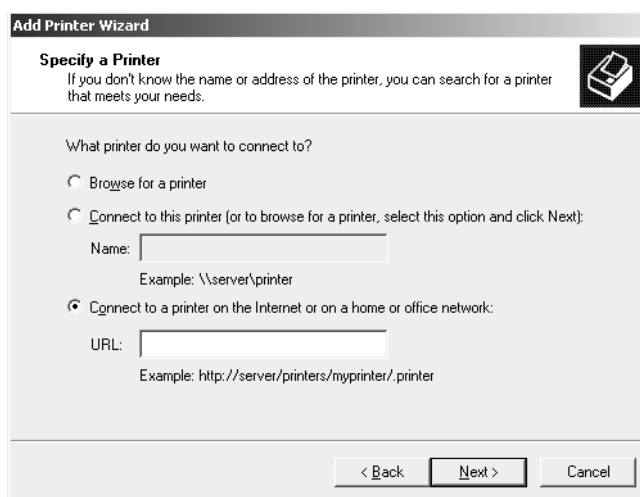 Add Printer Wizard
Specify a Printer
If you don't know the name or address of the printer, you can search for a printer
that meets your needs.
What printer do you want to connect to?
Browse for a printer
Connect to this printer (or to browse for a printer, select this option and click Next):
Name:
Example: \\server\printer
Connect to a printer on the Internet or on a home or office network:
URL:
Example: http://server/printers/myprinter/.printer
< Back Next > Cancel